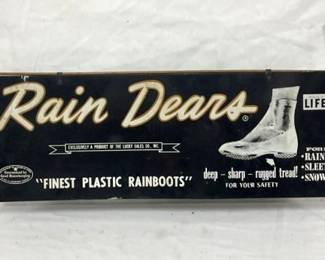 Rain Dears®
LIFE
EXCLUSIVELY A PRODUCT OF THE LUCKY SALES CO., INC.
"FINEST PLASTIC RAINBOOTS"
deep - sharp - rugged tread!
FOR YOUR SAFETY
FOR
RAIN
SLEE
SNOW